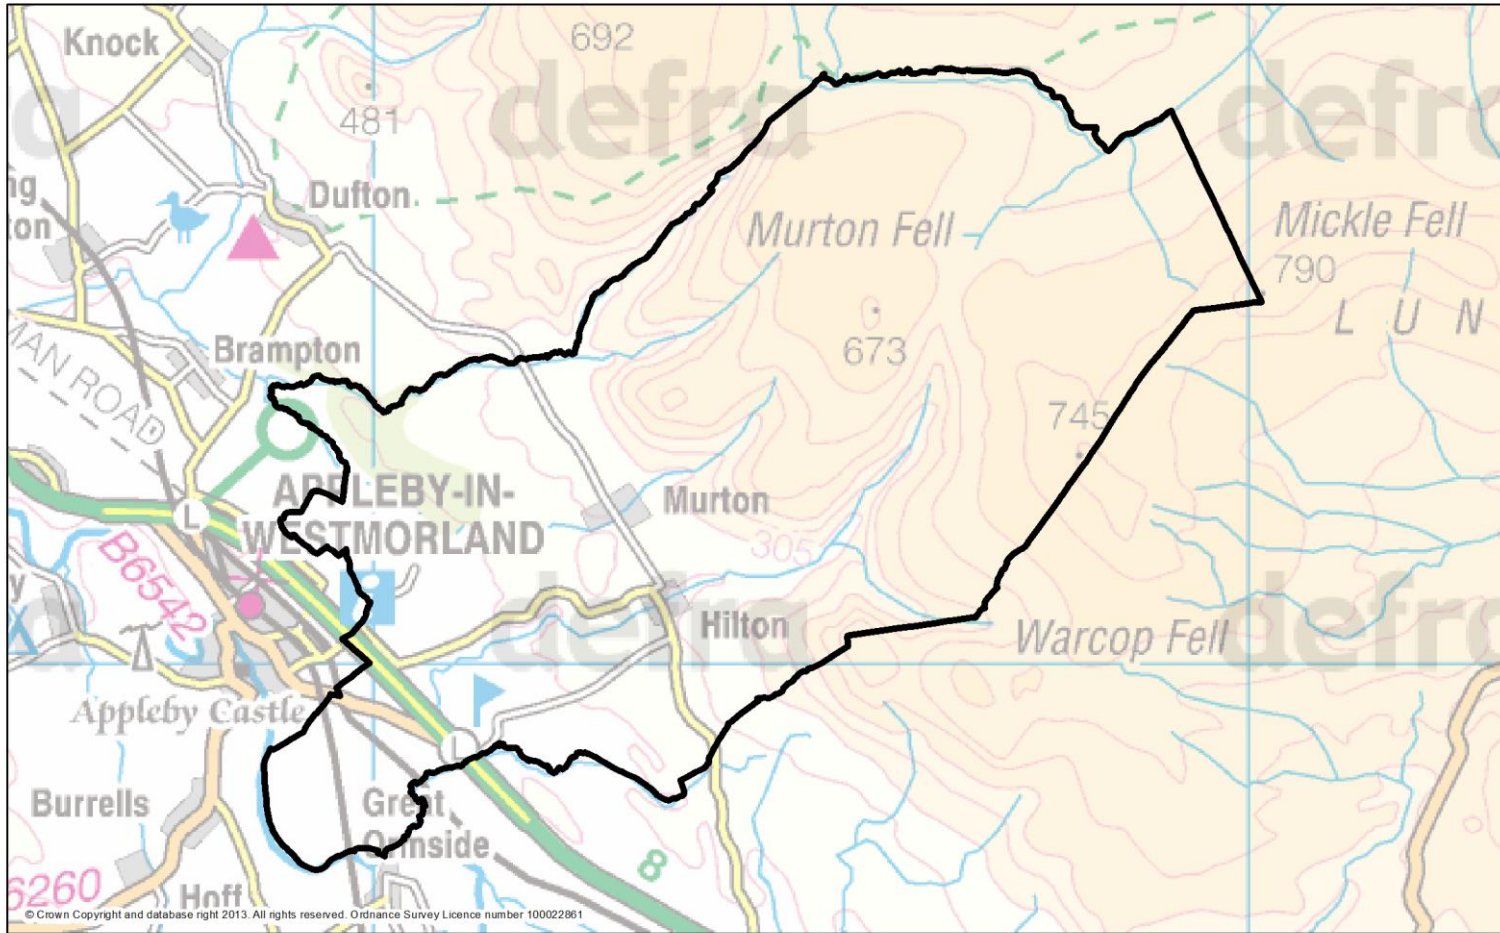 692
Knock
defra
defra
481
Dufton
Murton Fell
Mickle Fell
790
L U N
Brampton
673
745
APPLEBY-IN-
WESTMORLAND
L
Murton
305
B6542
defra
defra
Hilton
Warcop Fell
Appleby Castle
L
Burrells
Great
Ormside
8
6260
Hoff
© Crown Copyright and database right 2013. All rights reserved. Ordnance Survey Licence number 100022861